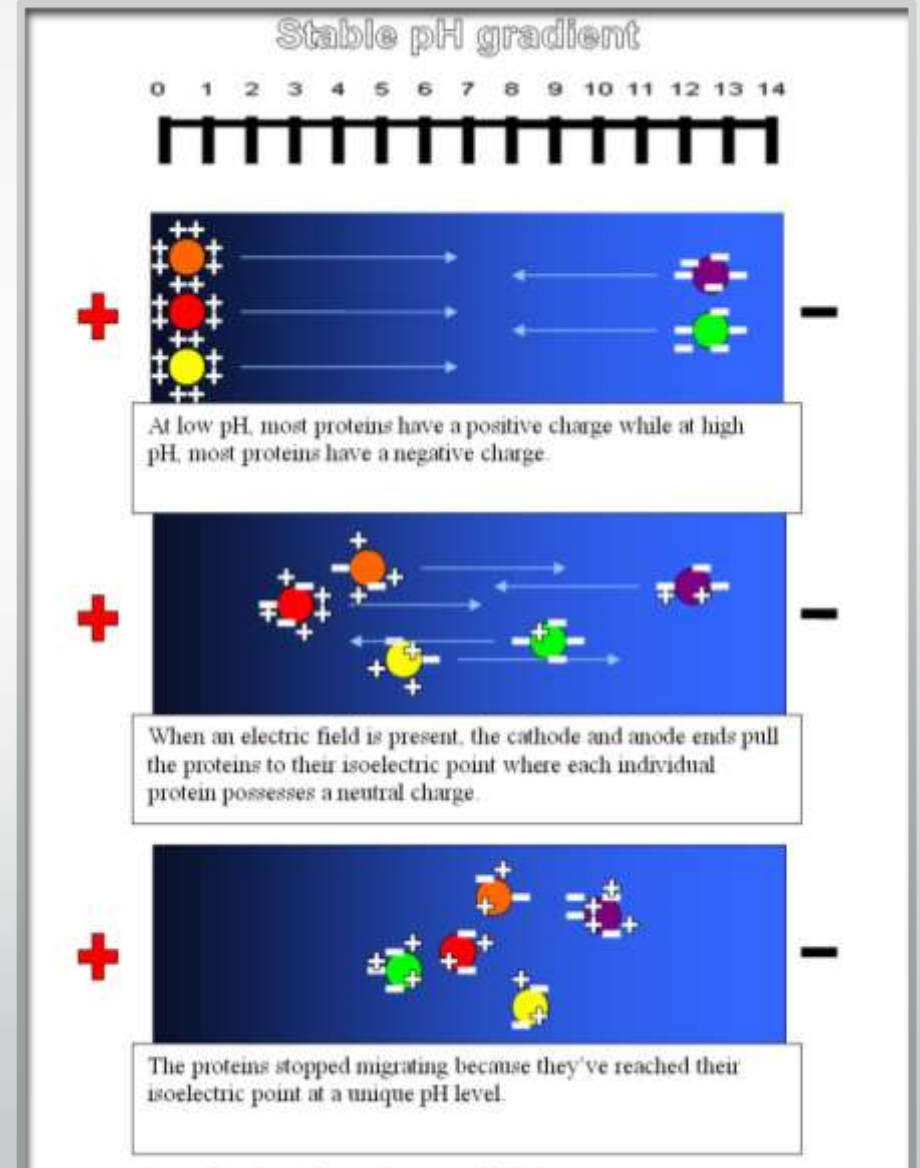 Stable pH gradient
0 1 2 3 4 5 6 7 8 9 10 11 12 13 14
At low pH, most proteins have a positive charge while at high
pH, most proteins have a negative charge.
When an electric field is present, the cathode and anode ends pull
the proteins to their isoelectric point where each individual
protein possesses a neutral charge.
The proteins stopped migrating because they've reached their
isoelectric point at a unique pH level.